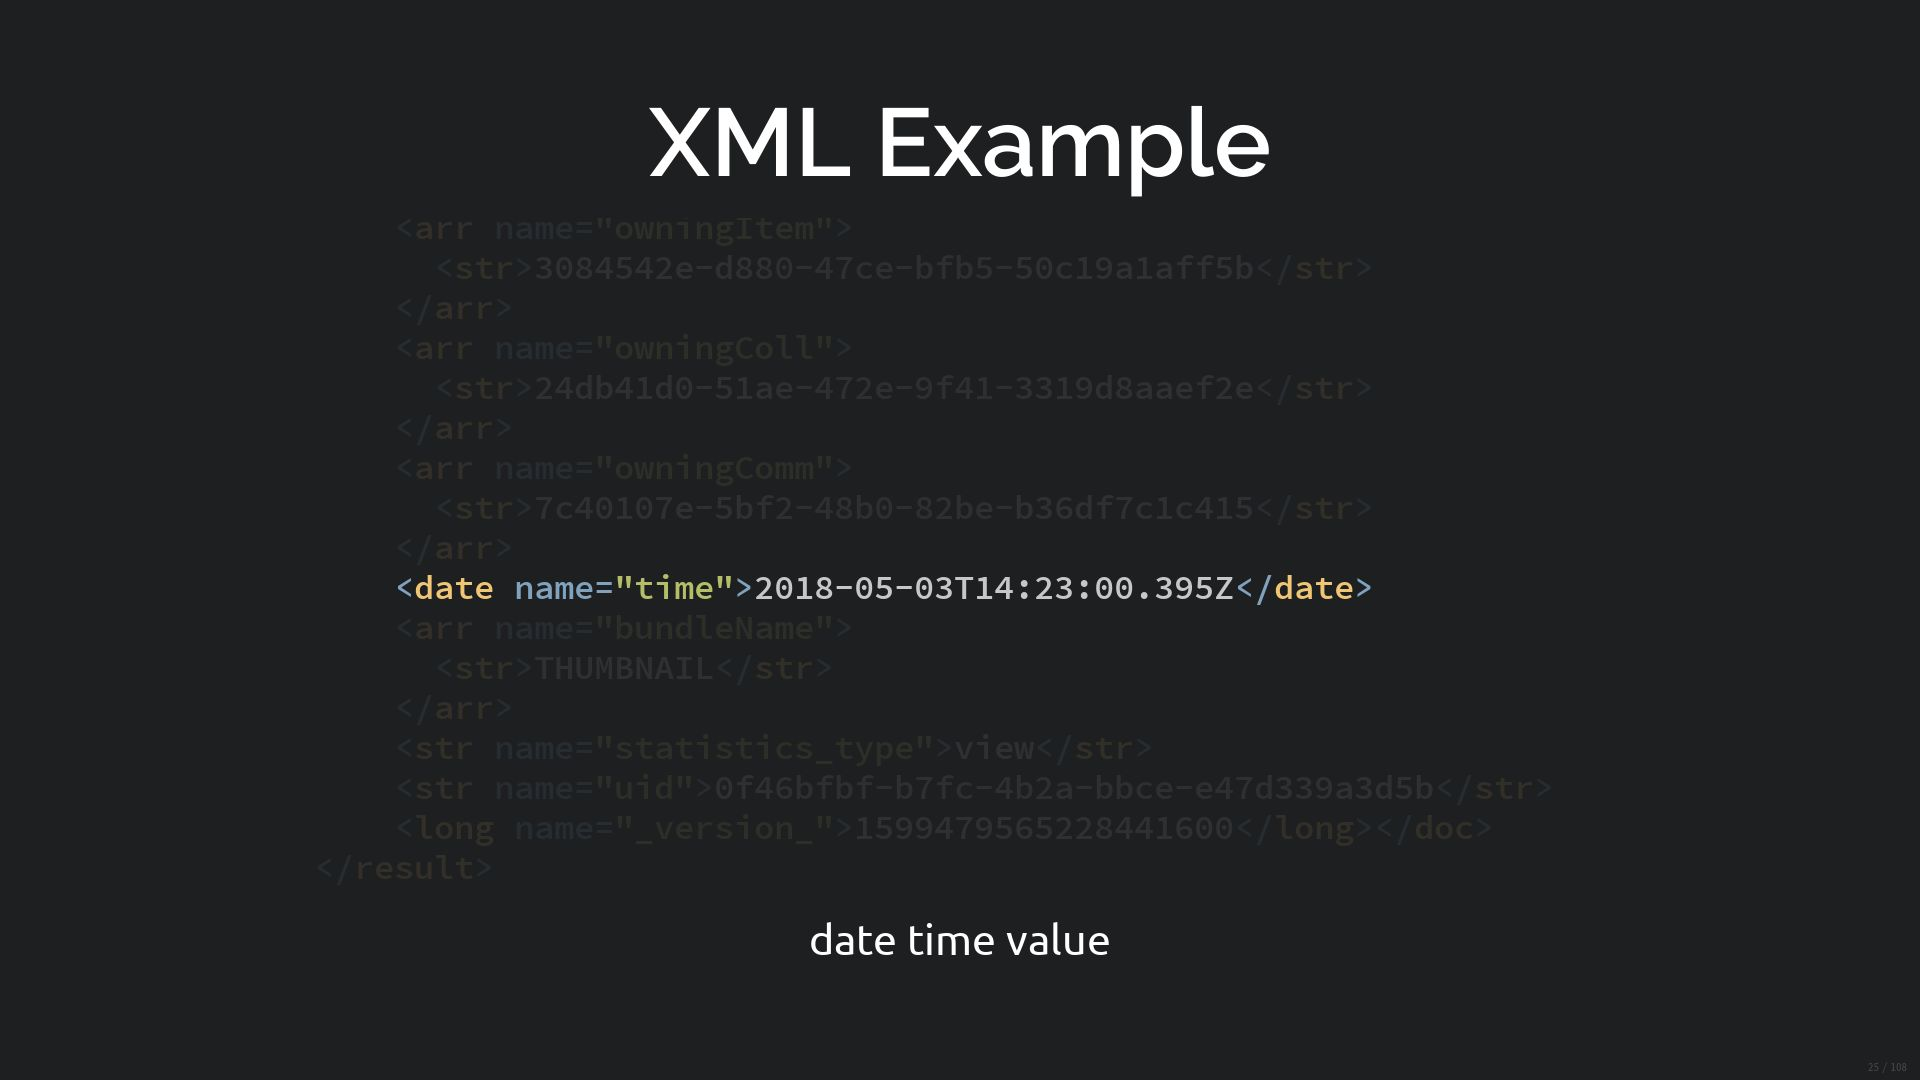 XML Example
<arr name="owningItem">
<str>3084542e-d880-47ce-bfb5-50c19a1aff5b</str>
</arr>
<arr name="owningColl">
<str>24db41d0-51ae-472e-9f41-3319d8aaef2e</str>
</arr>
<arr name="owningComm">
<str>7c40107e-5bf2-48b0-82be-b36df7c1c415</str>
</arr>
<date name="time">2018-05-03T14:23:00.395Z</date>
<arr name="bundleName">
<str>THUMBNAIL</str>
</arr>
<str name="statistics_type">view</str>
<str name="uid">0f46bfbf-b7fc-4b2a-bbce-e47d339a3d5b</str>
<long name="_version_">1599479565228441600</long></doc>
</result>
date time value
25 / 108